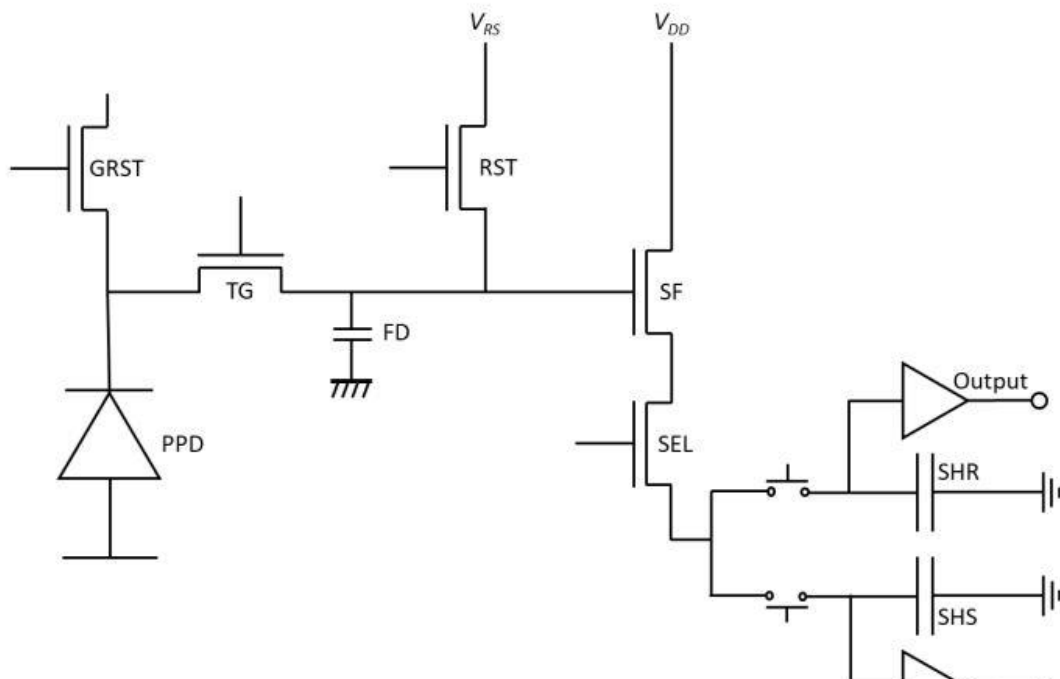 V_RS
V_DD
GRST
RST
TG
SF
FD
Output
PPD
SEL
SHR
SHS